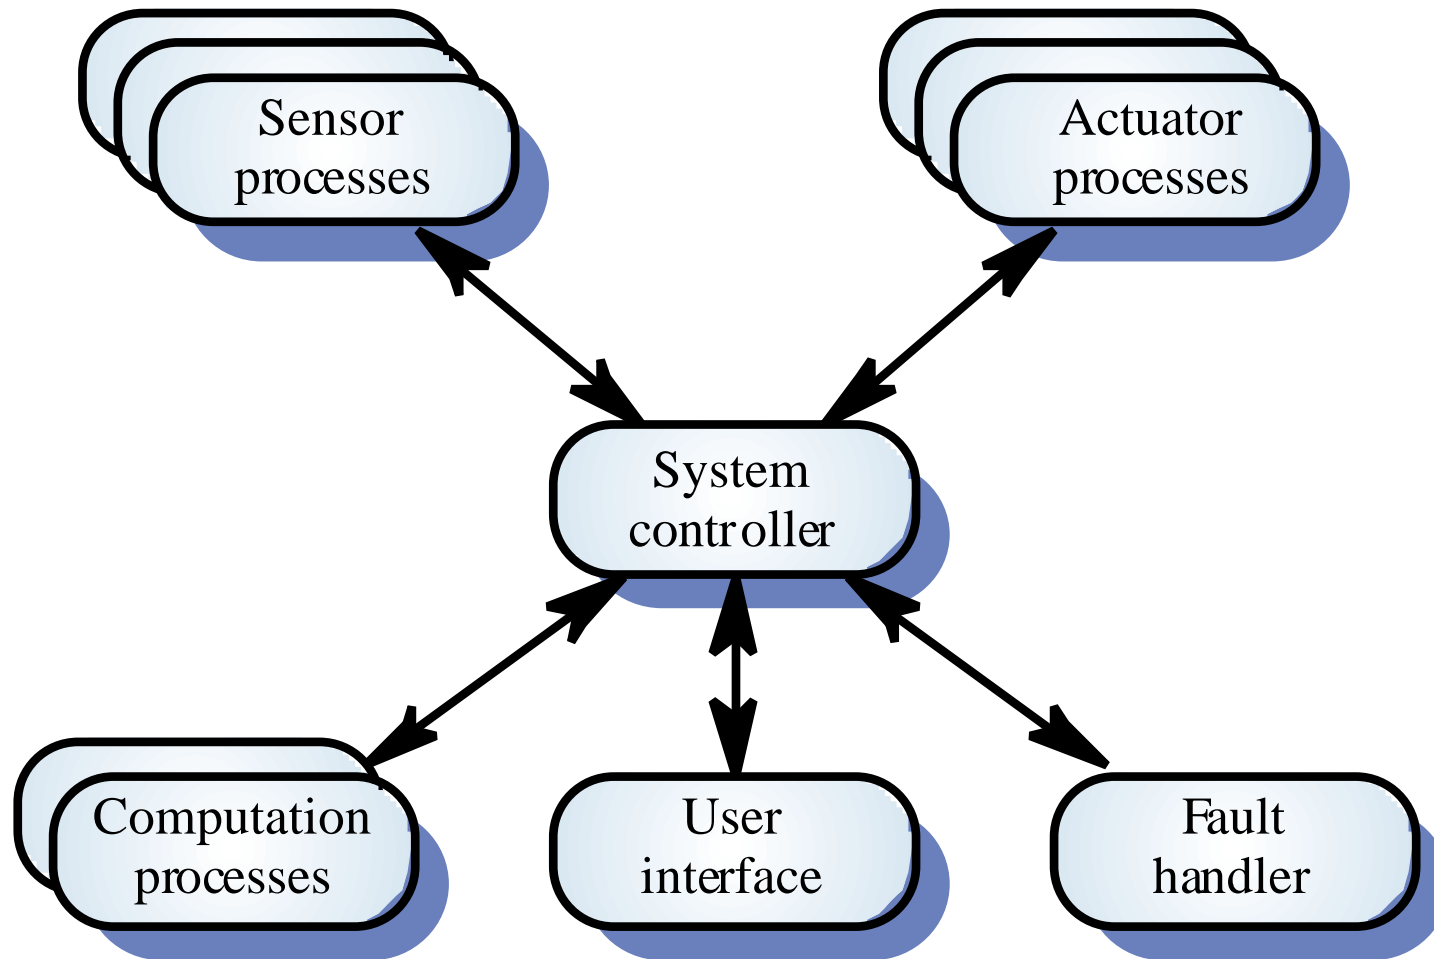 Sensor
processes
Actuator
processes
System
controller
Computation
processes
User
interface
Fault
handler